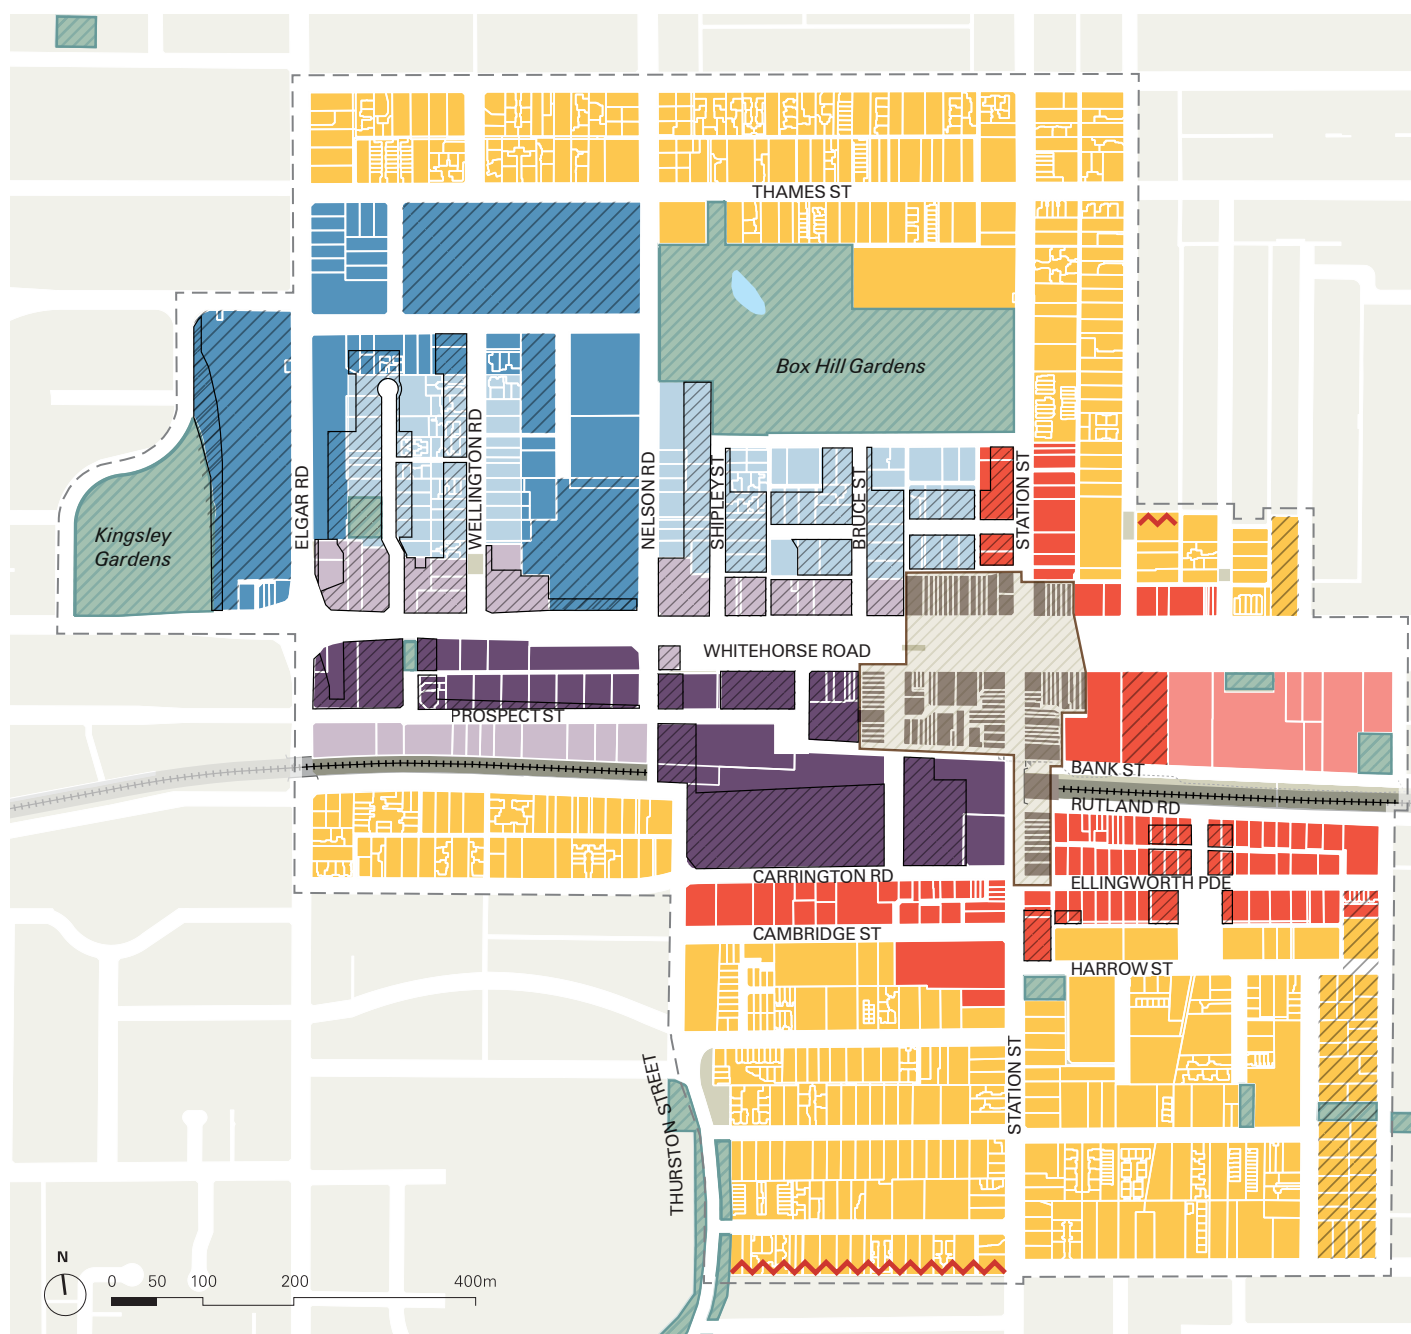 THAMES ST
Box Hill Gardens
ELGAR RD
WELLINGTON RD
NELSON RD
SHIPLEY ST
BRUCE ST
STATION ST
Kingsley
Gardens
WHITEHORSE ROAD
PROSPECT ST
BANK ST
RUTLAND RD
CARRINGTON RD
ELLINGWORTH PDE
CAMBRIDGE ST
HARROW ST
STATION ST
THURSTON STREET
N
0 50 100 200 400m